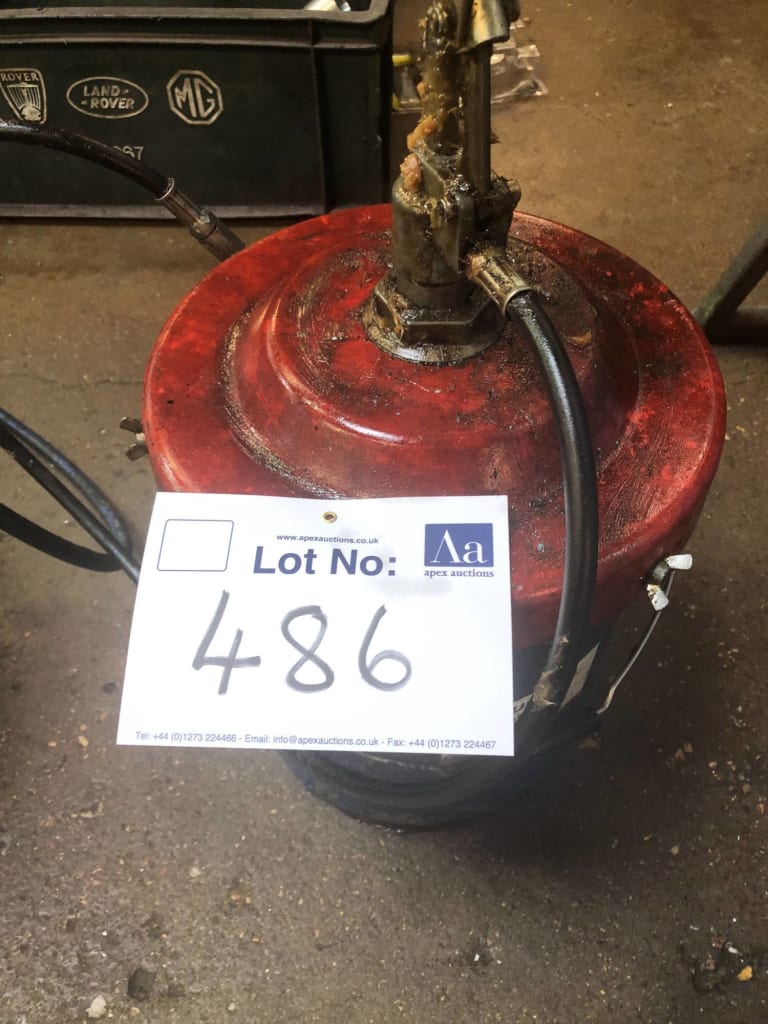 ROVER
LAND-
-ROVER
MG
www.apexauctions.co.uk
Lot No:
Aa
apex auctions
486
Tel: +44 (0)1273 224466 - Email: info@apexauctions.co.uk - Fax: +44 (0)1273 224467